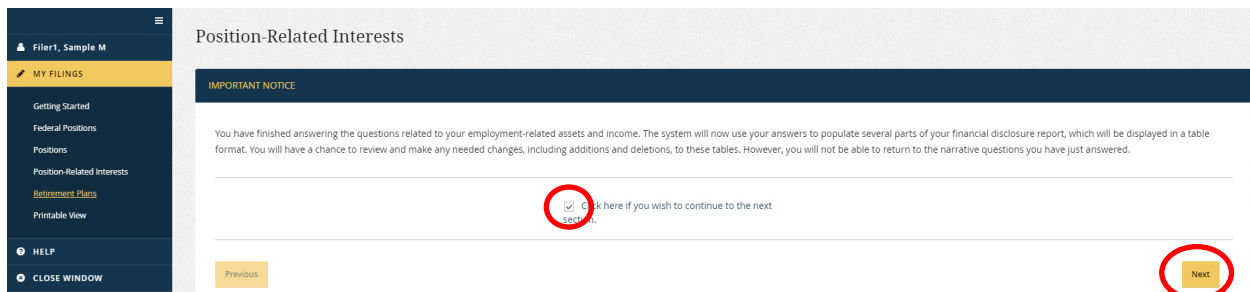 Filer1, Sample M
MY FILINGS
Getting Started
Federal Positions
Positions
Position-Related Interests
Retirement Plans
Printable View
HELP
CLOSE WINDOW
Position-Related Interests
IMPORTANT NOTICE
You have finished answering the questions related to your employment-related assets and income. The system will now use your answers to populate several parts of your financial disclosure report, which will be displayed in a table
format. You will have a chance to review and make any needed changes, including additions and deletions, to these tables. However, you will not be able to return to the narrative questions you have just answered.
Click here if you wish to continue to the next
section.
Previous
Next